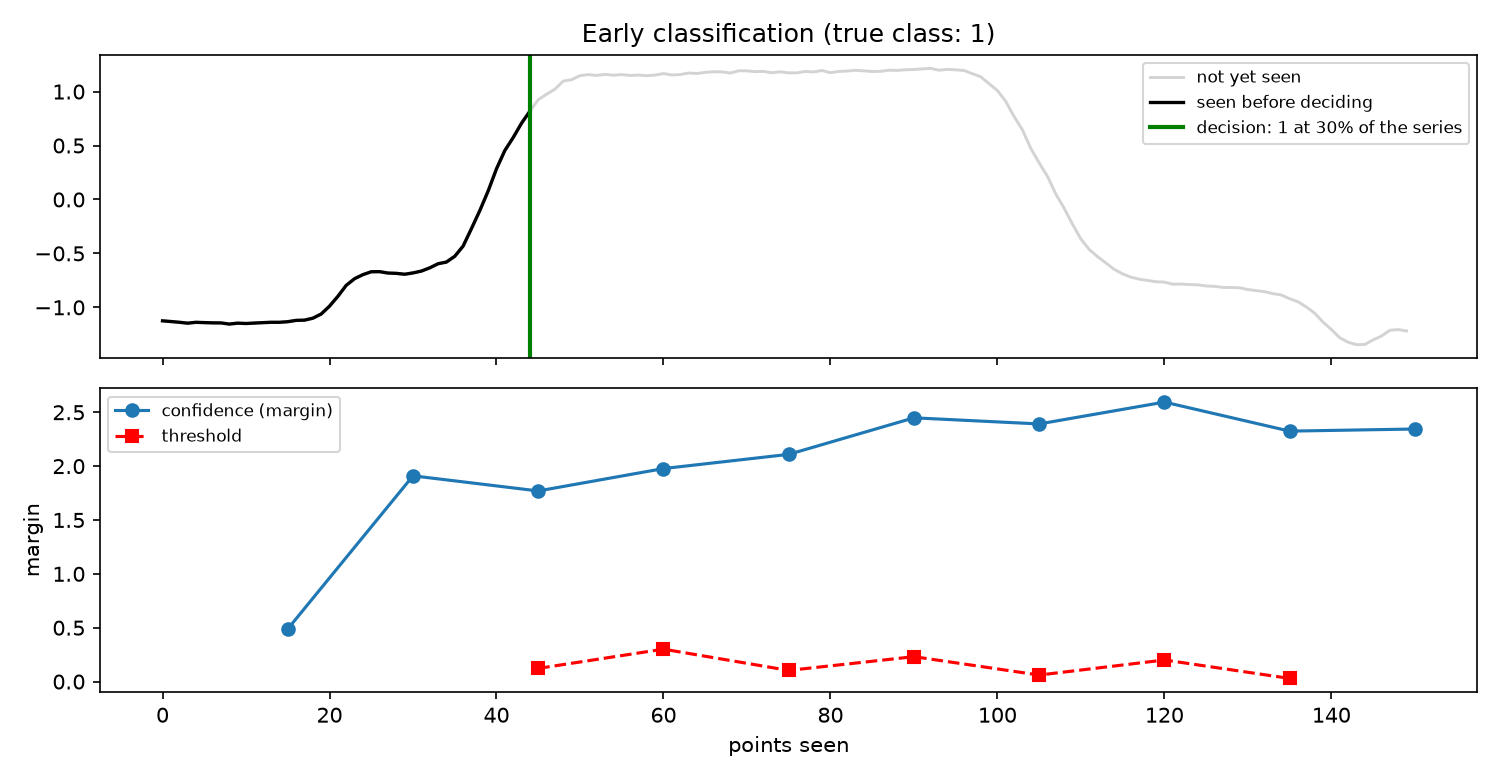 Early classification (true class: 1)
1.0
0.5
0.0
−0.5
−1.0
not yet seen
seen before deciding
decision: 1 at 30% of the series
2.5
2.0
1.5
1.0
0.5
0.0
margin
confidence (margin)
threshold
0 20 40 60 80 100 120 140
points seen